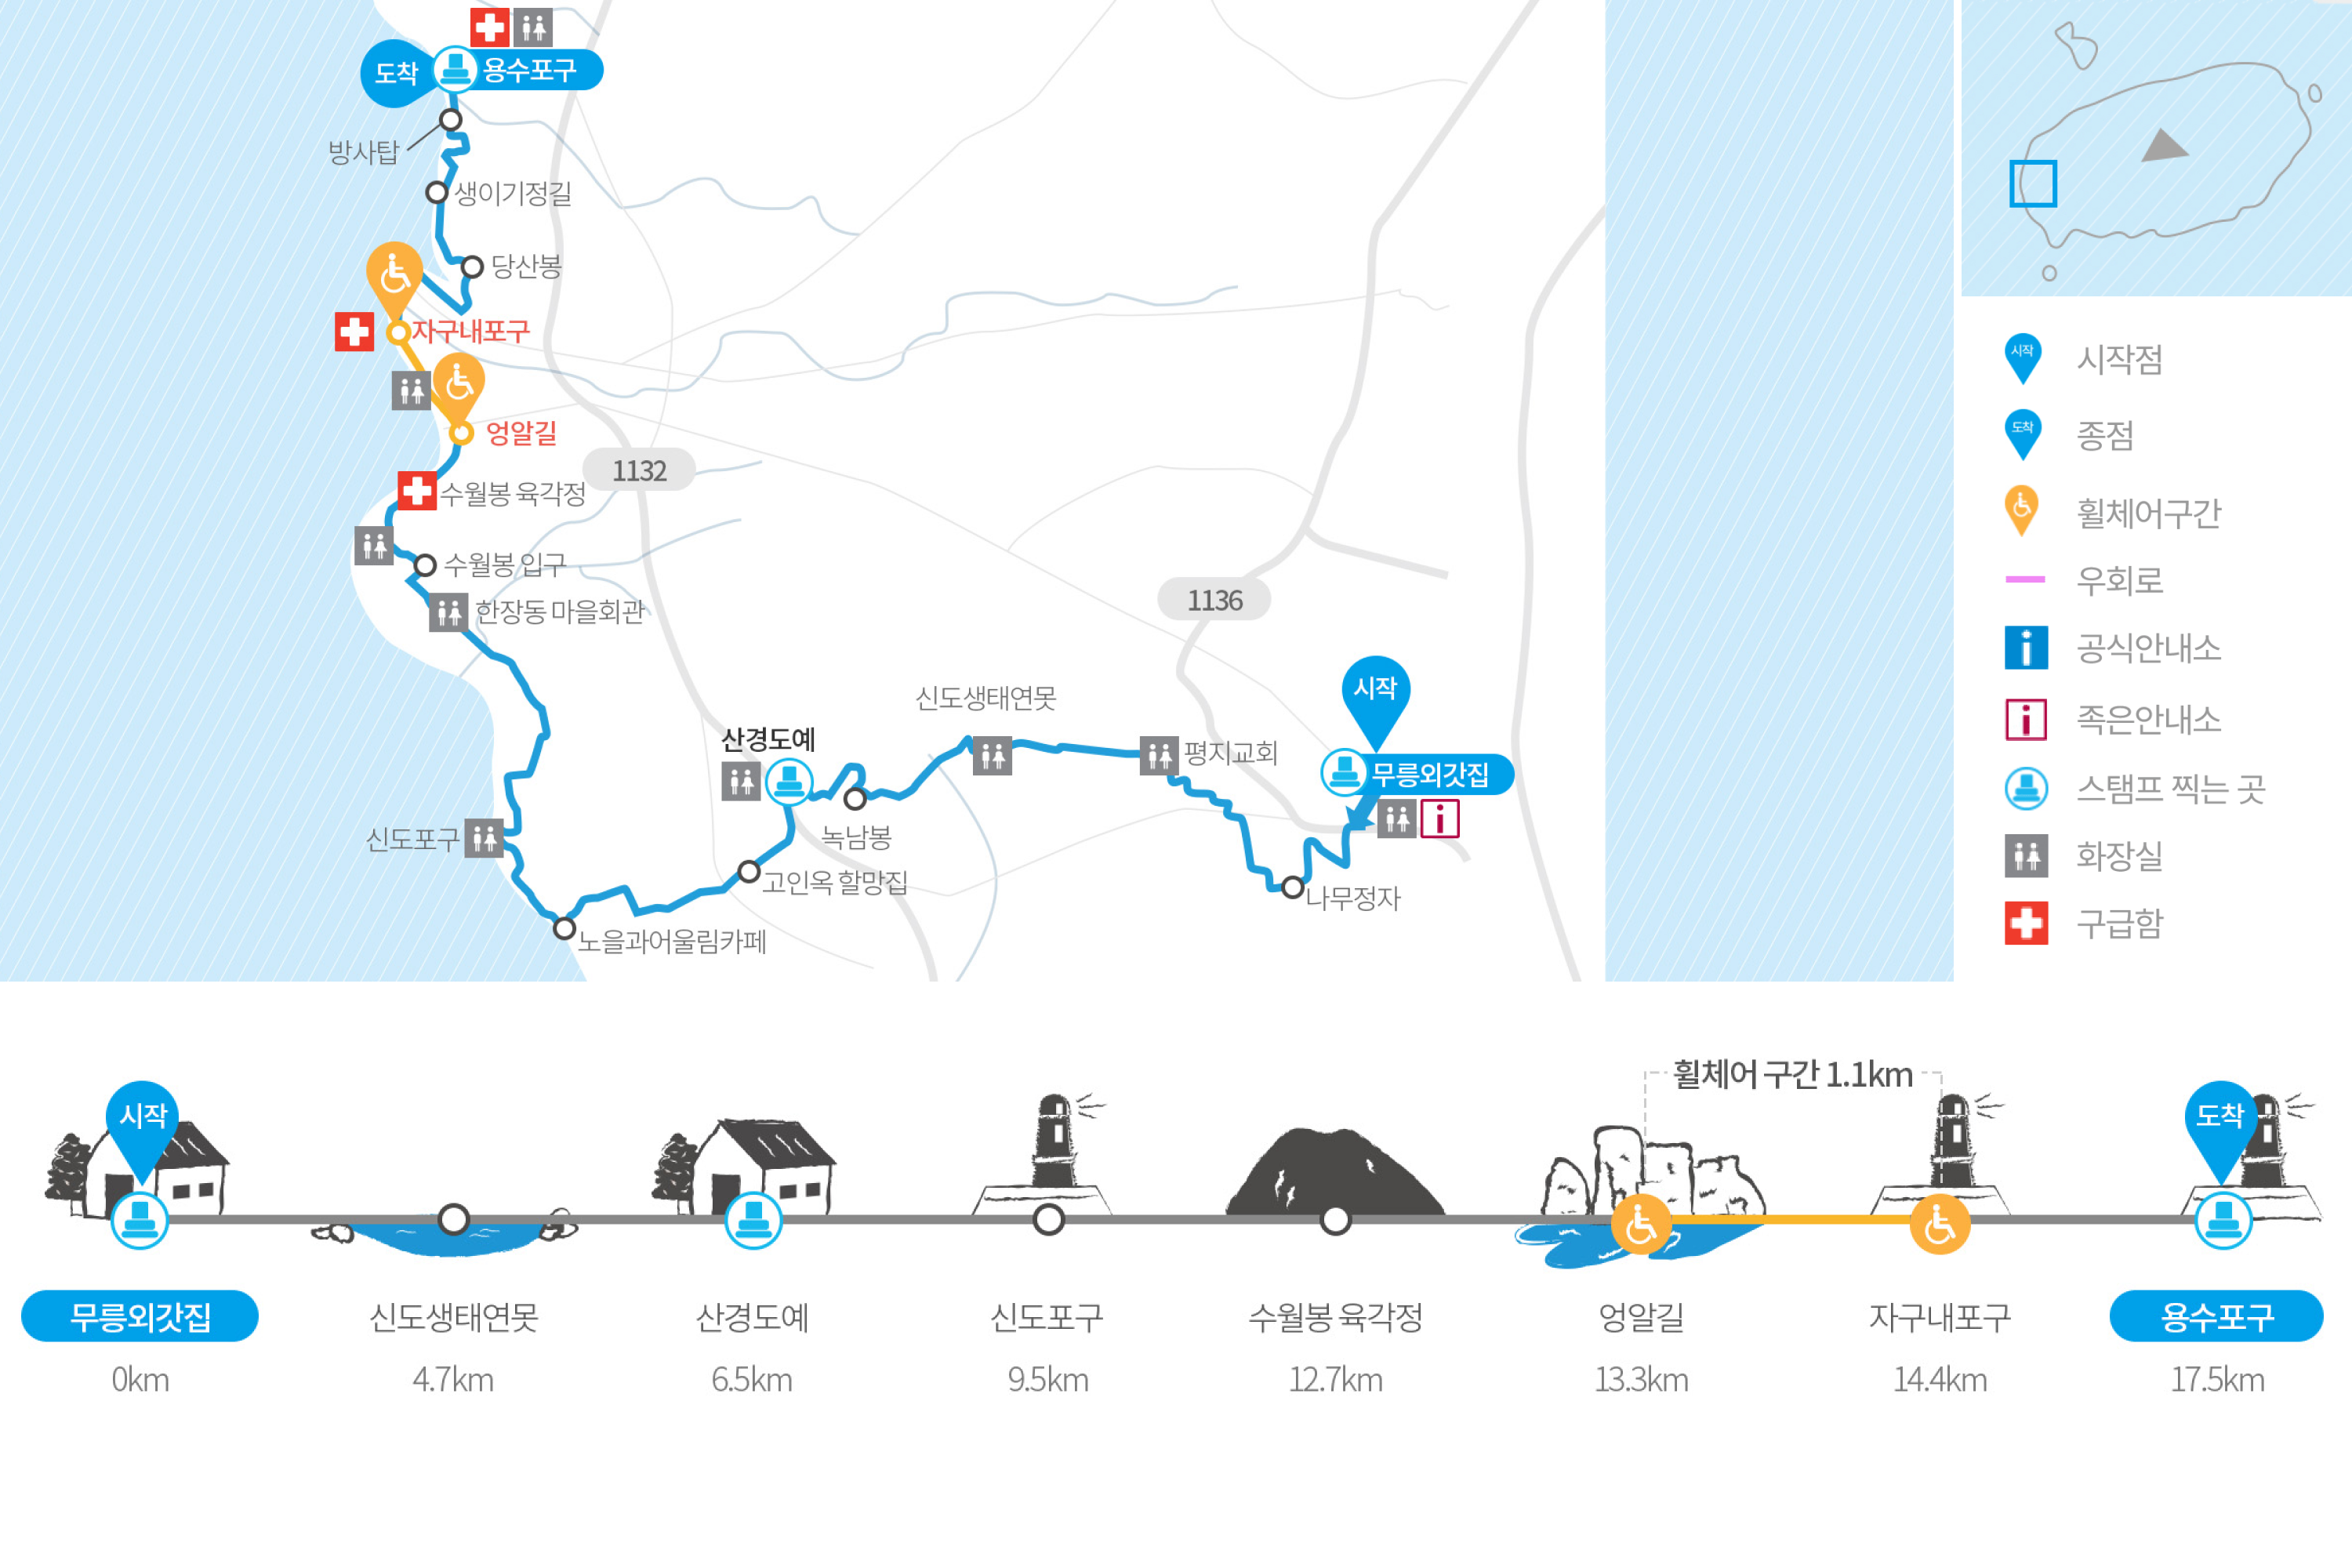 도착
용수포구
방사탑
생이기정길
당산봉
자구내포구
엉알길
1132
수월봉 육각정
수월봉 입구
한장동 마을회관
1136
신도생태연못
시작
산경도예
평지교회
무릉외갓집
녹남봉
신도포구
고인옥 할망집
나무정자
노을과어울림카페
시작
시작점
도착
종점
휠체어구간
우회로
공식안내소
족은안내소
스탬프 찍는 곳
화장실
구급함
휠체어 구간 1.1km
시작
도착
무릉외갓집
신도생태연못
산경도예
신도포구
수월봉 육각정
엉알길
자구내포구
용수포구
0km
4.7km
6.5km
9.5km
12.7km
13.3km
14.4km
17.5km